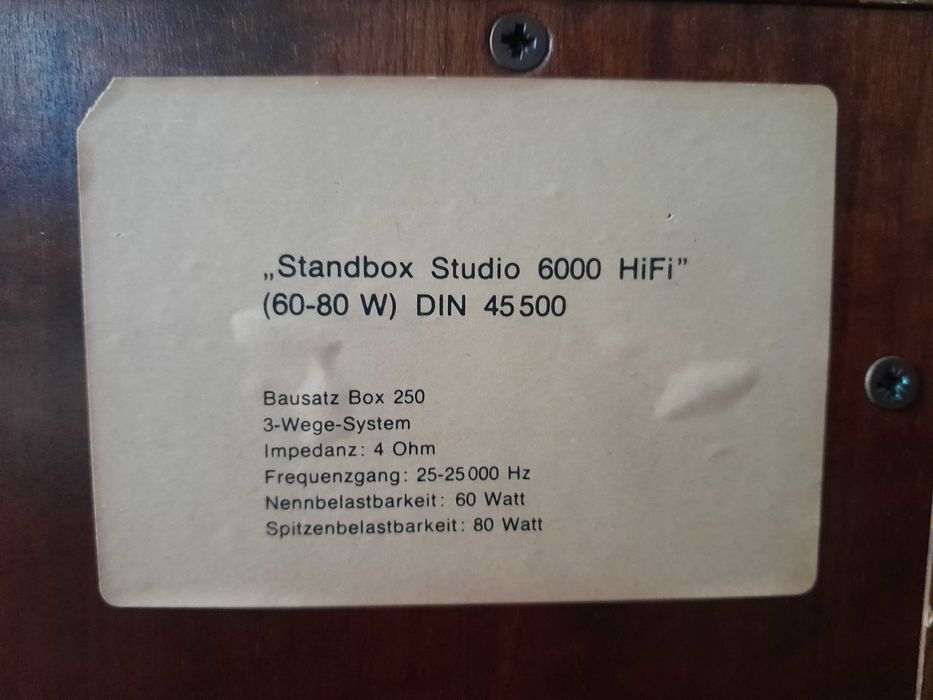 „Standbox Studio 6000 HiFi”
(60-80 W) DIN 45500
Bausatz Box 250
3-Wege-System
Impedanz: 4 Ohm
Frequenzgang: 25-25000 Hz
Nennbelastbarkeit: 60 Watt
Spitzenbelastbarkeit: 80 Watt